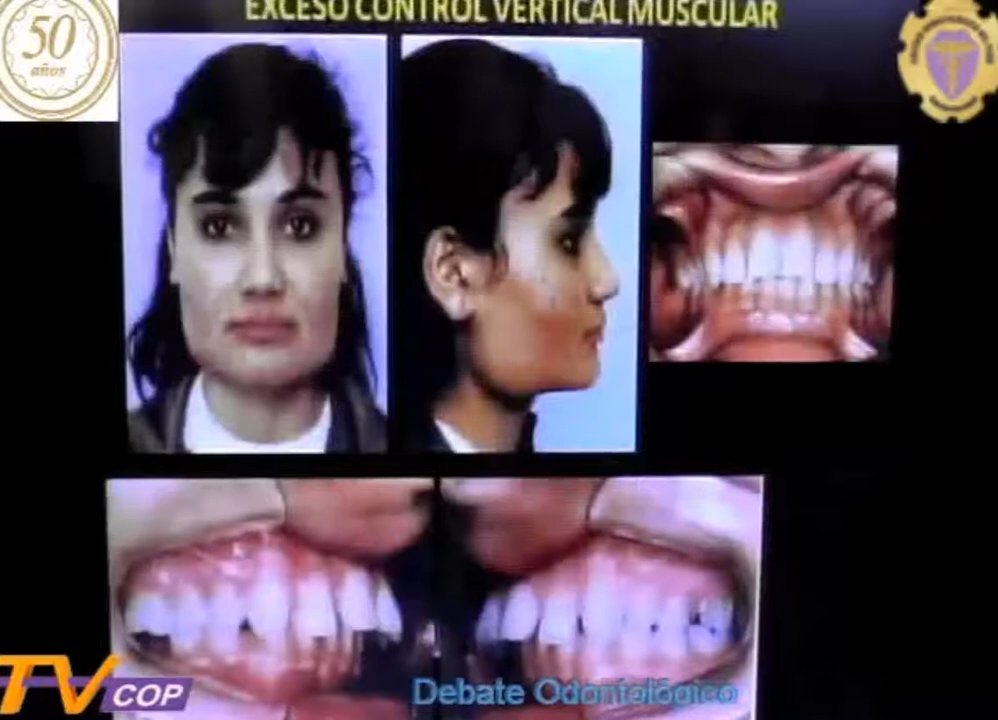 EXCESO CONTROL VERTICAL MUSCULAR
50
años
TV COP
Debate Odontológico